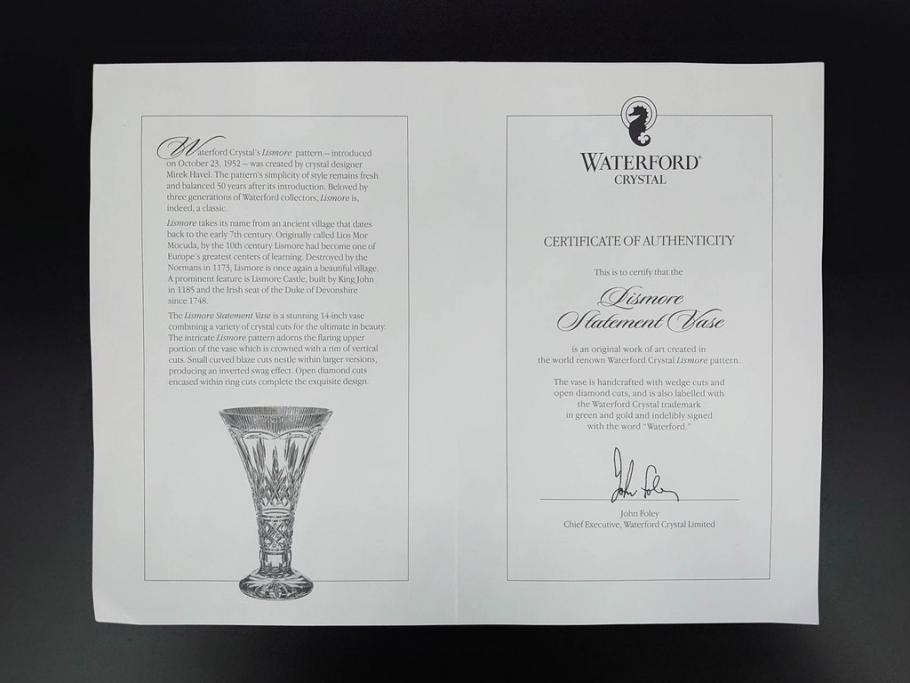 Waterford Crystal's Lismore pattern – introduced
on October 23, 1952 – was created by crystal designer
Mirek Havel. The pattern's simplicity of style remains fresh
and balanced 50 years after its introduction. Beloved by
three generations of Waterford collectors, Lismore is,
indeed, a classic.
Lismore takes its name from an ancient village that dates
back to the early 7th century. Originally called Lios Mor
Mocuda, by the 10th century Lismore had become one of
Europe's greatest centers of learning. Destroyed by the
Normans in 1173, Lismore is once again a beautiful village.
A prominent feature is Lismore Castle, built by King John
in 1185 and the Irish seat of the Duke of Devonshire
since 1748.
The Lismore Statement Vase is a stunning 14-inch vase
combining a variety of crystal cuts for the ultimate in beauty.
The intricate Lismore pattern adorns the flaring upper
portion of the vase which is crowned with a rim of vertical
cuts. Small curved blaze cuts nestle within larger versions,
producing an inverted swag effect. Open diamond cuts
encased within ring cuts complete the exquisite design.
WATERFORD®
CRYSTAL
CERTIFICATE OF AUTHENTICITY
This is to certify that the
Lismore
Statement Vase
is an original work of art created in
the world renown Waterford Crystal Lismore pattern.
The vase is handcrafted with wedge cuts and
open diamond cuts, and is also labelled with
the Waterford Crystal trademark
in green and gold and indelibly signed
with the word "Waterford."
John Foley
John Foley
Chief Executive, Waterford Crystal Limited